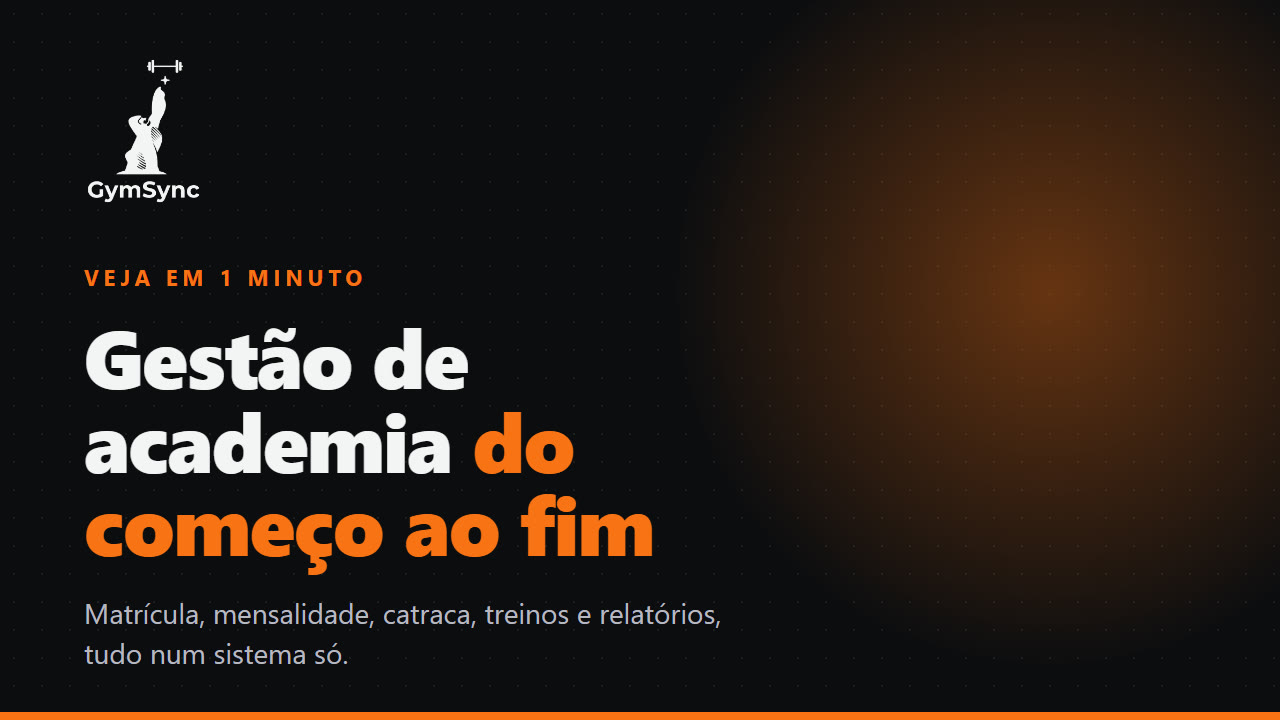 GymSync
VEJA EM 1 MINUTO
Gestão de
academia do
começo ao fim
Matrícula, mensalidade, catraca, treinos e relatórios,
tudo num sistema só.